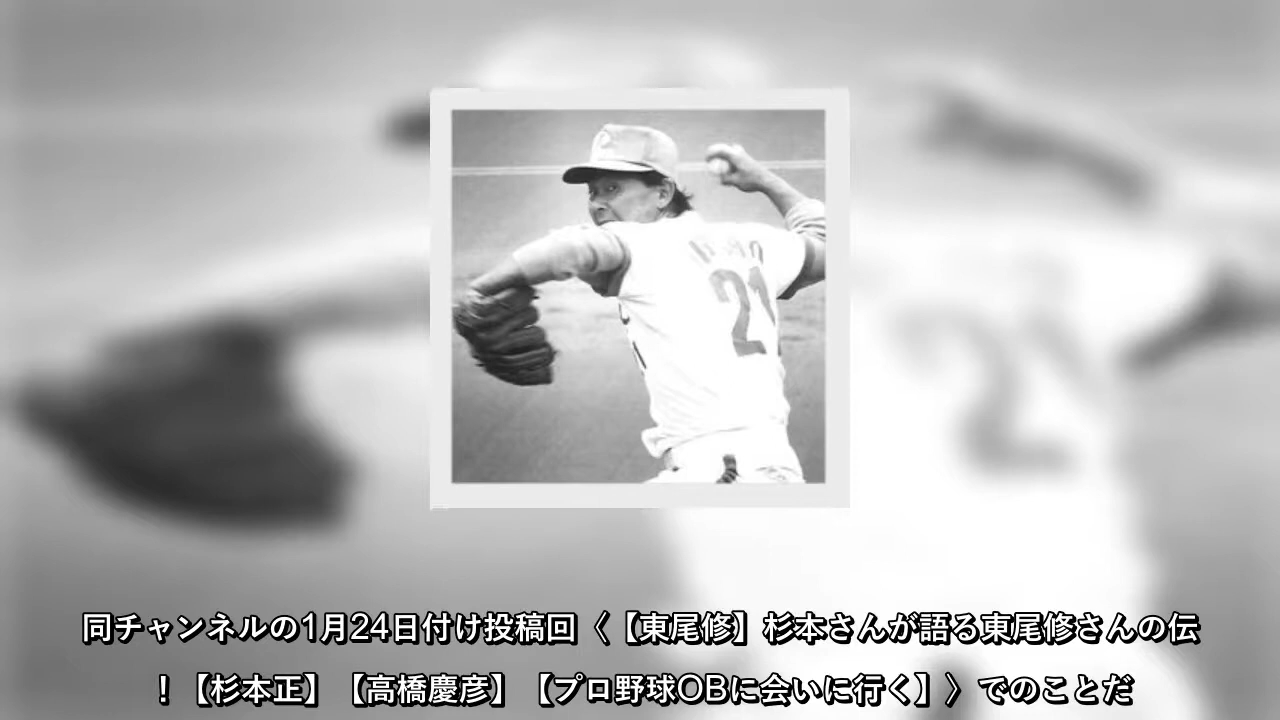 21
同チャンネルの1月24日付け投稿回〈【東尾修】杉本さんが語る東尾修さんの伝
！【杉本正】【高橋慶彦】【プロ野球OBに会いに行く】〉でのことだ